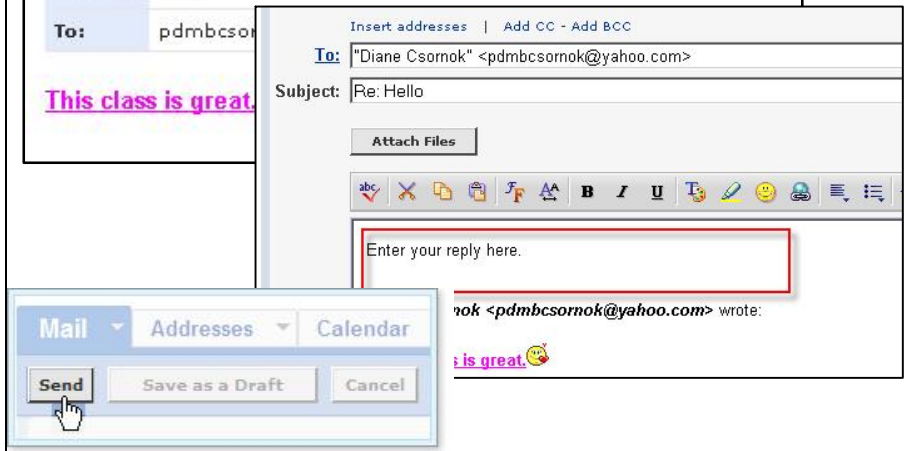 To: pdmbcsor
This class is great.
Insert addresses | Add CC - Add BCC
To: "Diane Csornok" <pdmbcsornok@yahoo.com>
Subject: Re: Hello
Attach Files
abc F F A A B I U T
Enter your reply here.
nok <pdmbcsornok@yahoo.com> wrote:
s is great.
Mail Addresses Calendar
Send Save as a Draft Cancel